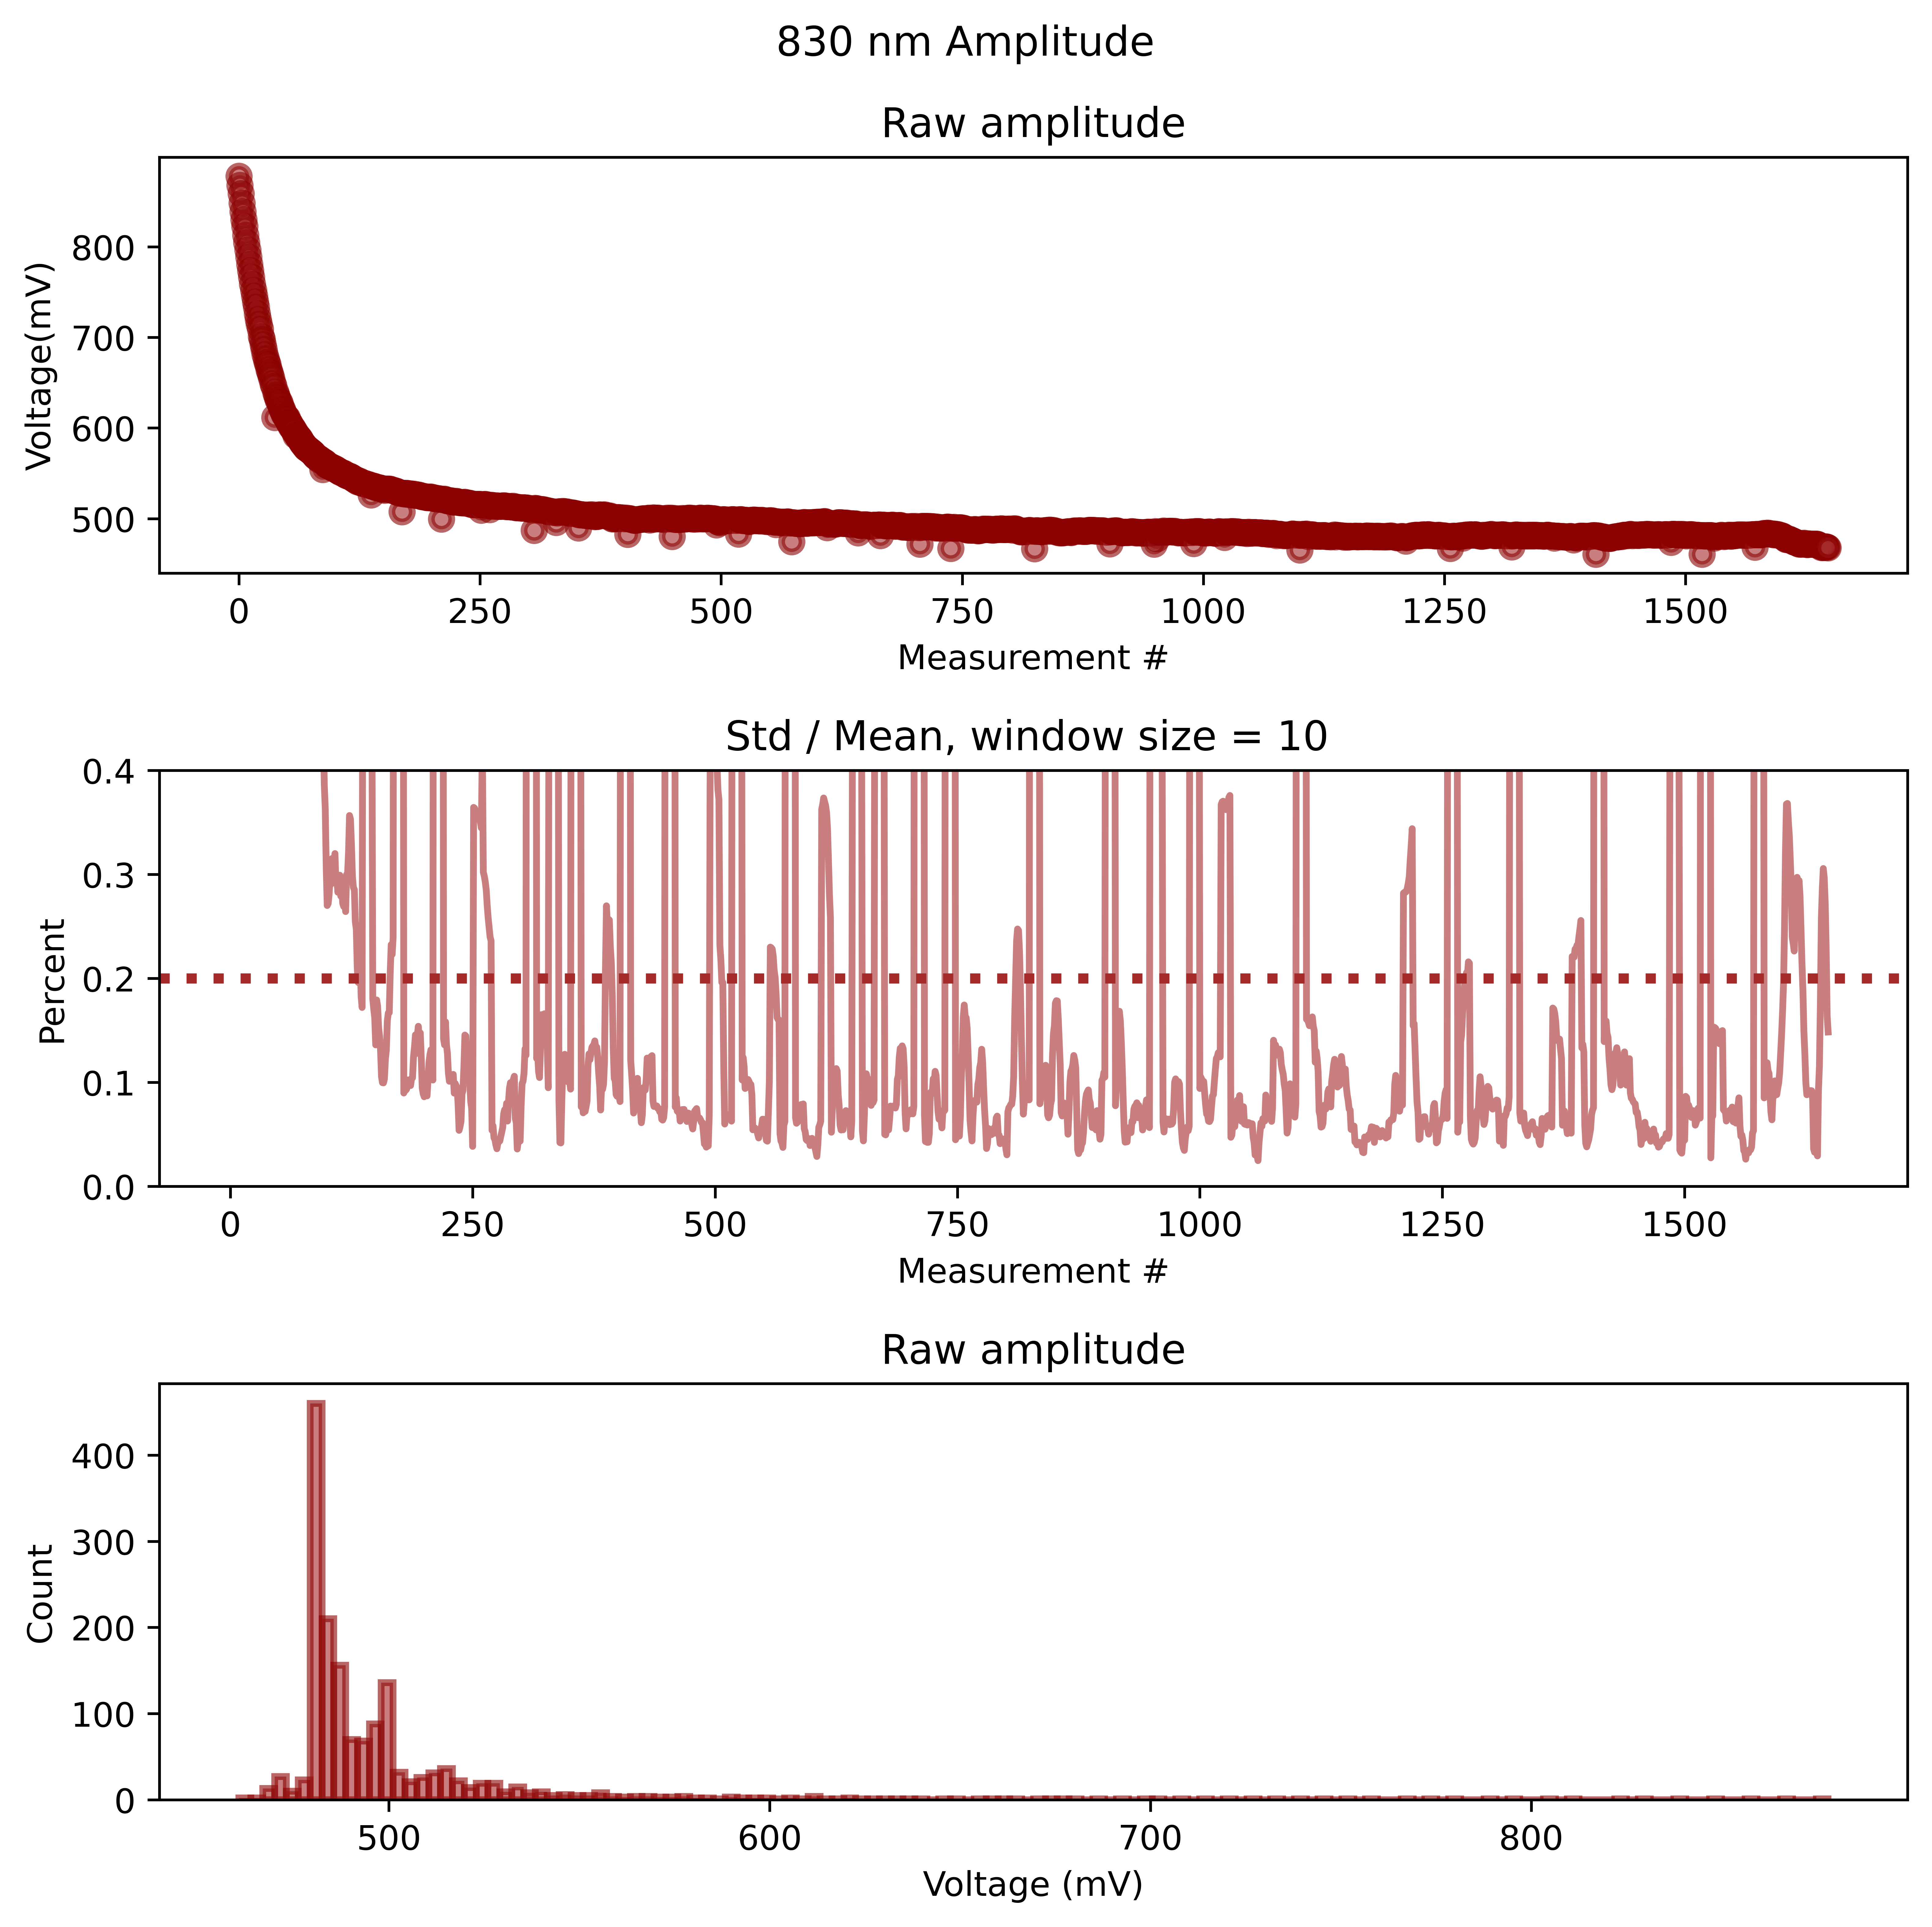 830 nm Amplitude
Raw amplitude
Voltage(mV)
800
700
600
500
0 250 500 750 1000 1250 1500
Measurement #
Std / Mean, window size = 10
Percent
0.4
0.3
0.2
0.1
0.0
0 250 500 750 1000 1250 1500
Measurement #
Raw amplitude
Count
400
300
200
100
0
500 600 700 800
Voltage (mV)